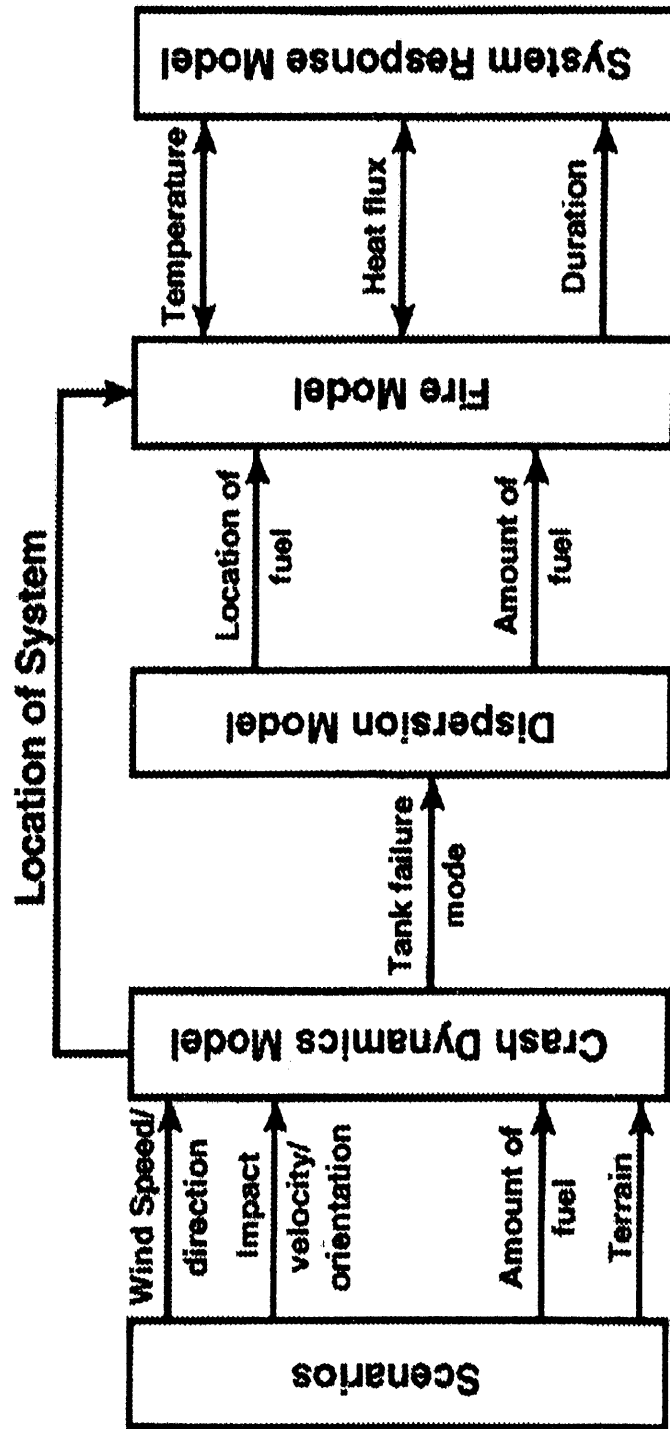 Location of System
Scenarios
Wind Speed/
direction
Impact
velocity/
orientation
Amount of
fuel
Terrain
Crash Dynamics Model
Tank failure
mode
Dispersion Model
Location of
fuel
Amount of
fuel
Fire Model
Temperature
Heat flux
Duration
System Response Model